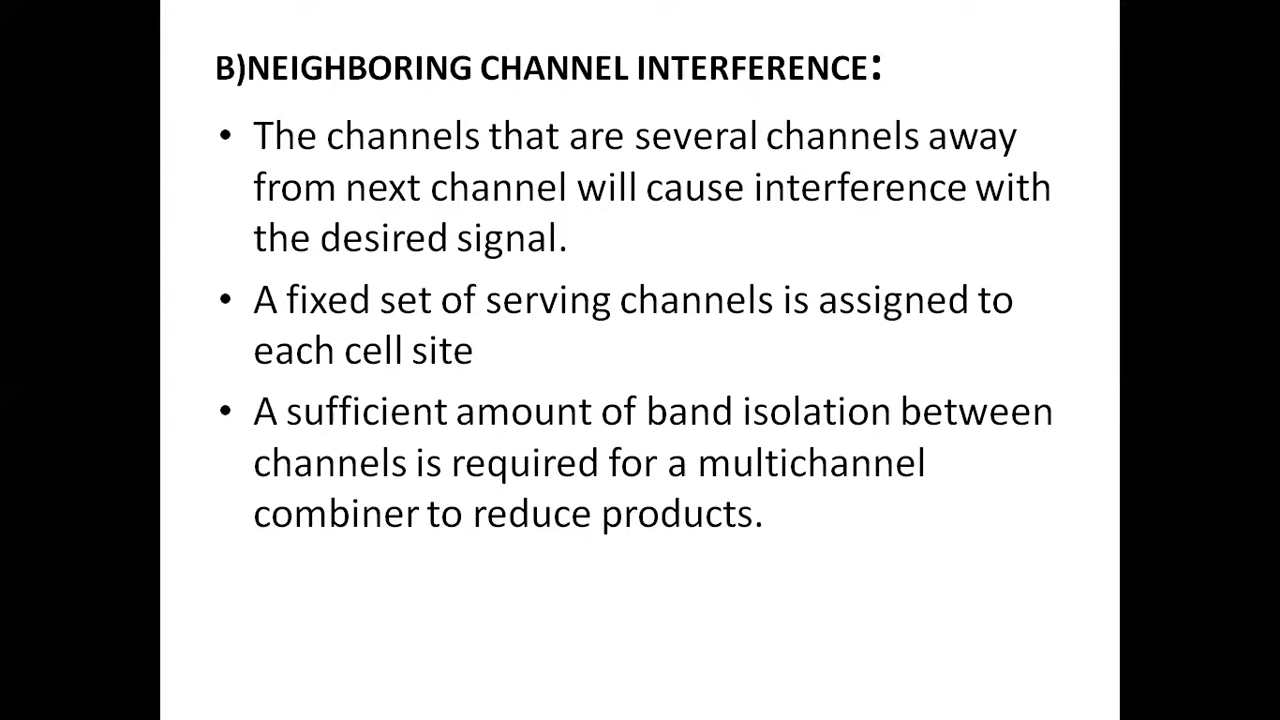 B)NEIGHBORING CHANNEL INTERFERENCE:
• The channels that are several channels away
from next channel will cause interference with
the desired signal.
• A fixed set of serving channels is assigned to
each cell site
• A sufficient amount of band isolation between
channels is required for a multichannel
combiner to reduce products.